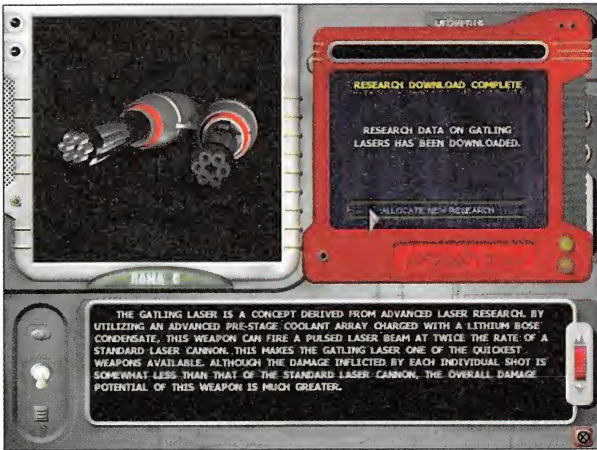 RESEARCH DOWNLOAD COMPLETE
RESEARCH DATA ON GATLING
LASERS HAS BEEN DOWNLOADED.
ALLOCATE NEW RESEARCH
THE GATLING LASER IS A CONCEPT DERIVED FROM ADVANCED LASER RESEARCH. BY
UTILIZING AN ADVANCED PRE-STAGE COOLANT ARRAY CHARGED WITH A LITHIUM BOSE
CONDENSATE, THIS WEAPON CAN FIRE A PULSED LASER BEAM AT TWICE THE RATE OF A
STANDARD LASER CANNON. THIS MAKES THE GATLING LASER ONE OF THE QUICKEST
WEAPONS AVAILABLE. ALTHOUGH THE DAMAGE INFLICTED BY EACH INDIVIDUAL SHOT IS
SOMEWHAT LESS THAN THAT OF THE STANDARD LASER CANNON, THE OVERALL DAMAGE
POTENTIAL OF THIS WEAPON IS MUCH GREATER.